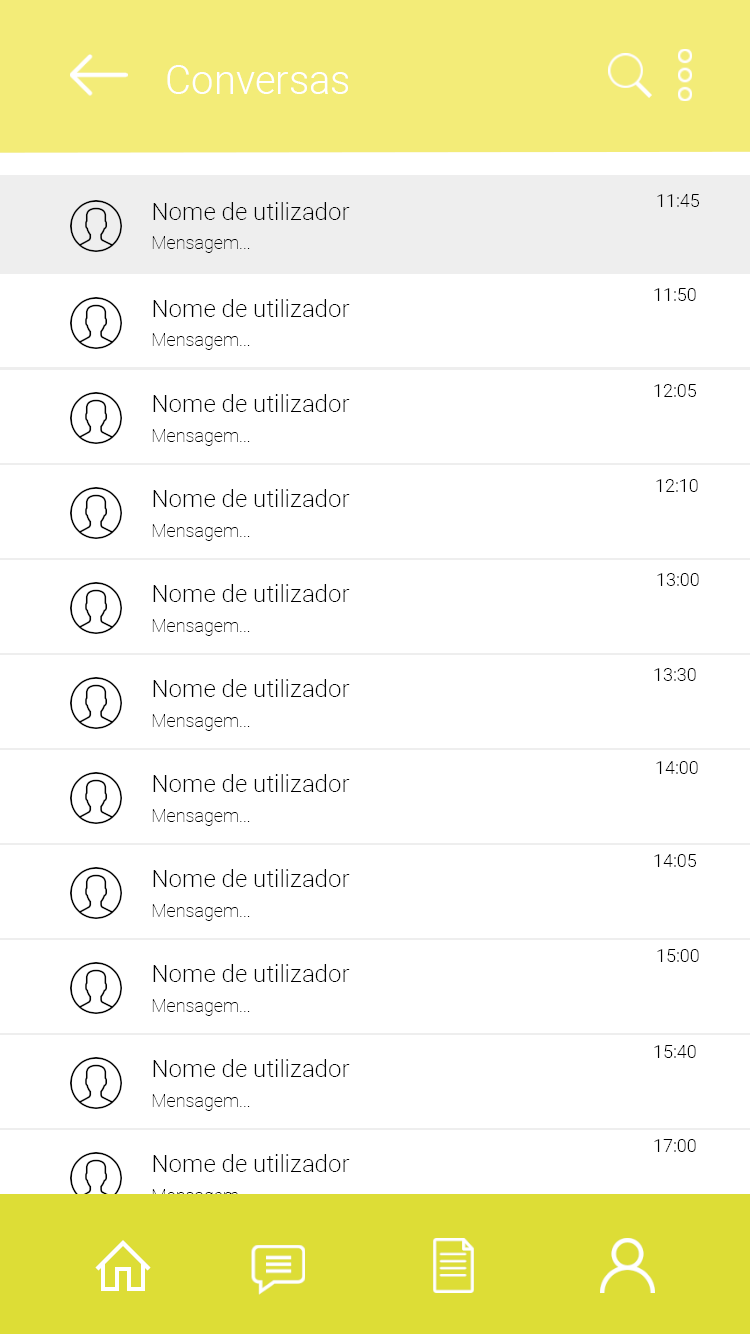 Conversas
Nome de utilizador
11:45
Mensagem...
Nome de utilizador
11:50
Mensagem...
Nome de utilizador
12:05
Mensagem...
Nome de utilizador
12:10
Mensagem...
Nome de utilizador
13:00
Mensagem...
Nome de utilizador
13:30
Mensagem...
Nome de utilizador
14:00
Mensagem...
Nome de utilizador
14:05
Mensagem...
Nome de utilizador
15:00
Mensagem...
Nome de utilizador
15:40
Mensagem...
Nome de utilizador
17:00